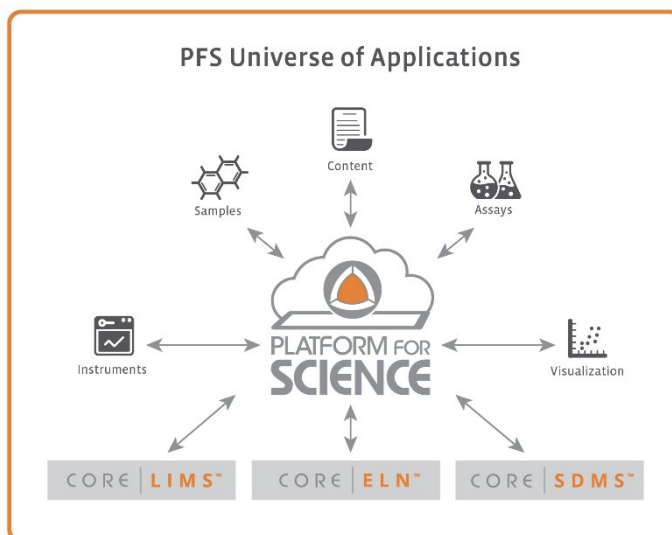 PFS Universe of Applications
Content
Samples
Assays
PLATFORM FOR
SCIENCE
Instruments
Visualization
CORE | LIMS™
CORE | ELN™
CORE | SDMS™